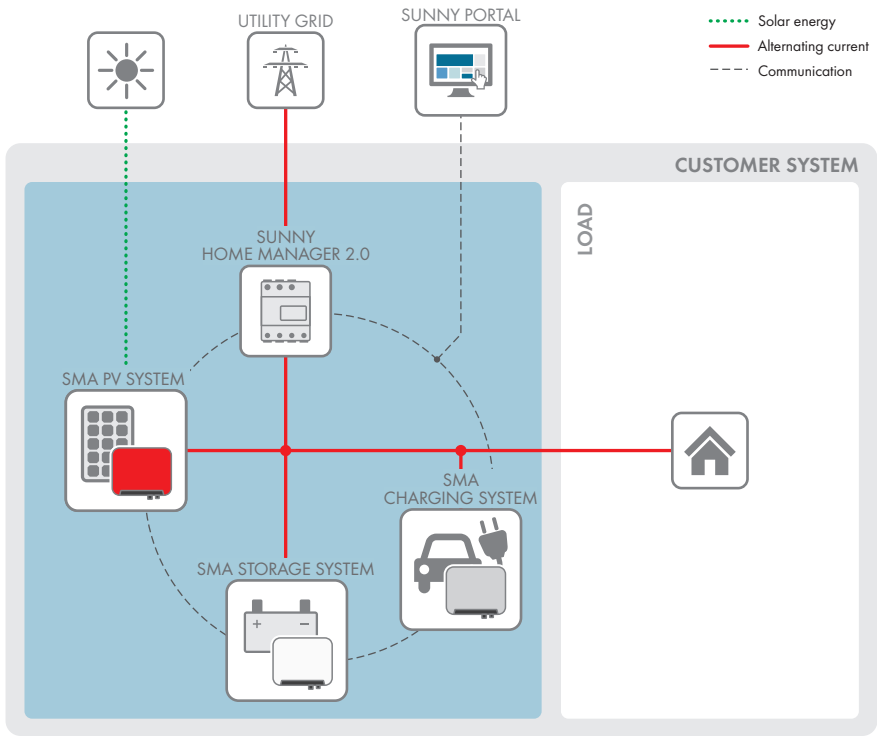 UTILITY GRID
SUNNY PORTAL
Solar energy
Alternating current
Communication
CUSTOMER SYSTEM
LOAD
SUNNY
HOME MANAGER 2.0
SMA PV SYSTEM
SMA
CHARGING SYSTEM
SMA STORAGE SYSTEM
+ −